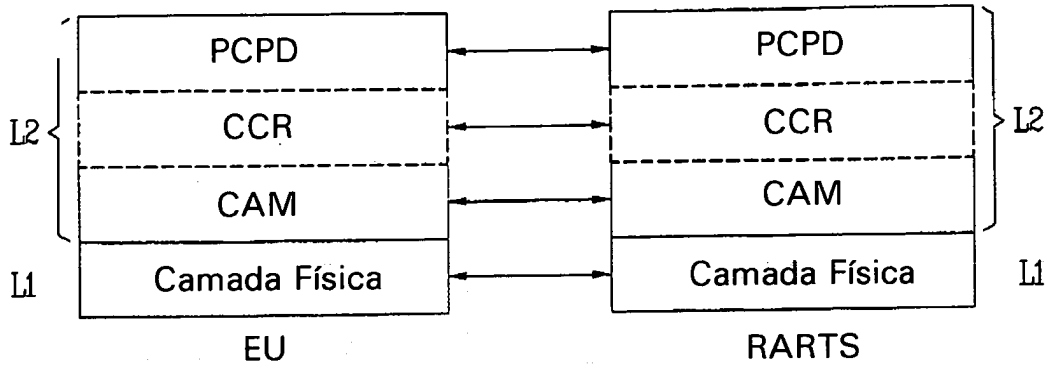 PCPD
PCPD
L2
CCR
CCR
L2
CAM
CAM
L1
Camada Física
Camada Física
L1
EU
RARTS